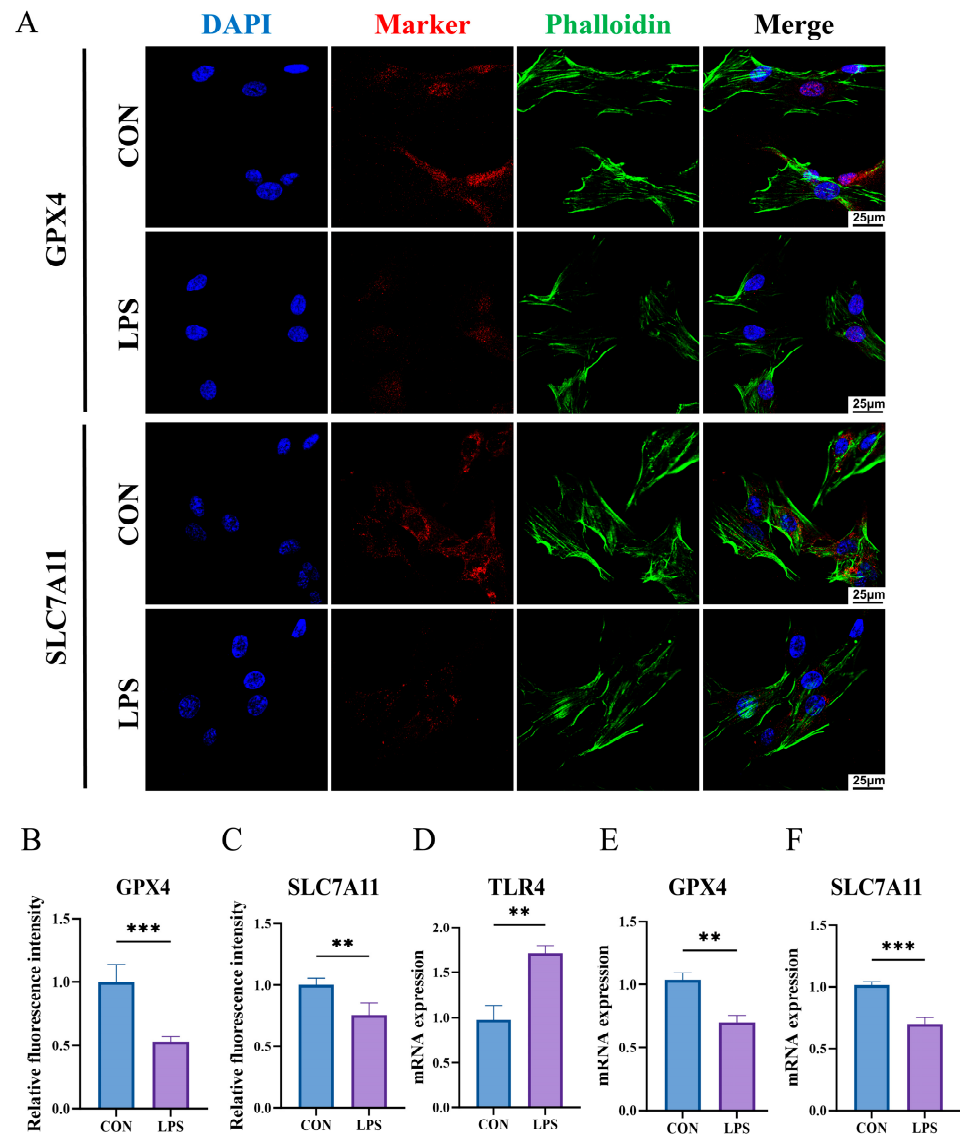 A
DAPI Marker Phalloidin Merge
GPX4
CON
25μm
LPS
25μm
SLC7A11
CON
25μm
LPS
25μm
B
GPX4
Relative fluorescence intensity
1.5
1.0
0.5
0.0
***
CON LPS
C
SLC7A11
Relative fluorescence intensity
1.5
1.0
0.5
0.0
**
CON LPS
D
TLR4
mRNA expression
2.0
1.5
1.0
0.5
0.0
**
CON LPS
E
GPX4
mRNA expression
1.5
1.0
0.5
0.0
**
CON LPS
F
SLC7A11
mRNA expression
1.5
1.0
0.5
0.0
***
CON LPS